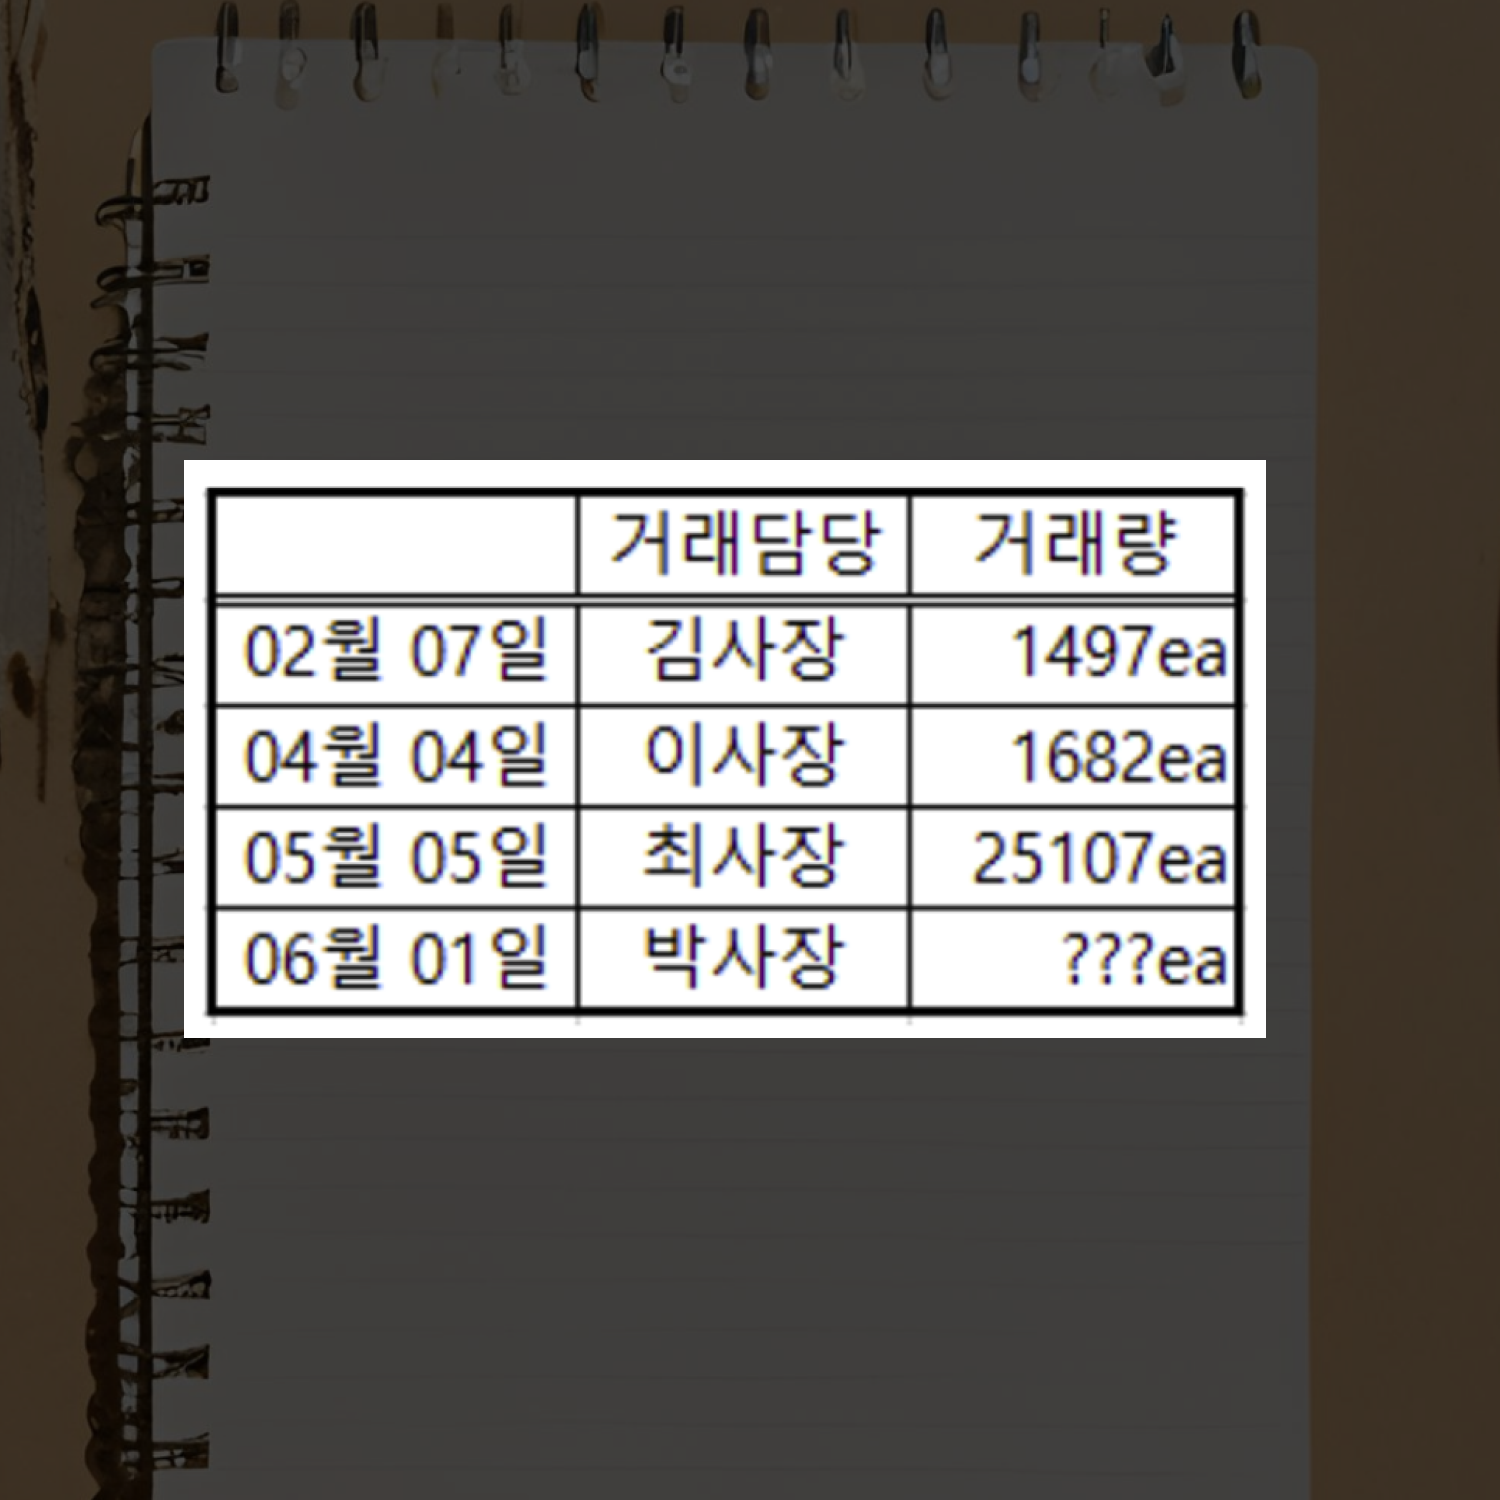 거래담당 거래량
02월 07일 김사장 1497ea
04월 04일 이사장 1682ea
05월 05일 최사장 25107ea
06월 01일 박사장 ???ea